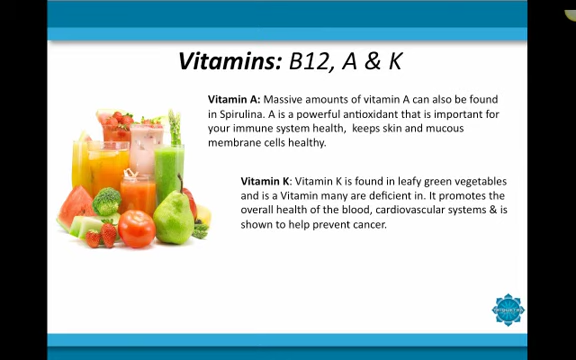 Vitamins: B12, A & K
Vitamin A: Massive amounts of vitamin A can also be found
in Spirulina. A is a powerful antioxidant that is important for
your immune system health, keeps skin and mucous
membrane cells healthy.
Vitamin K: Vitamin K is found in leafy green vegetables
and is a Vitamin many are deficient in. It promotes the
overall health of the blood, cardiovascular systems & is
shown to help prevent cancer.